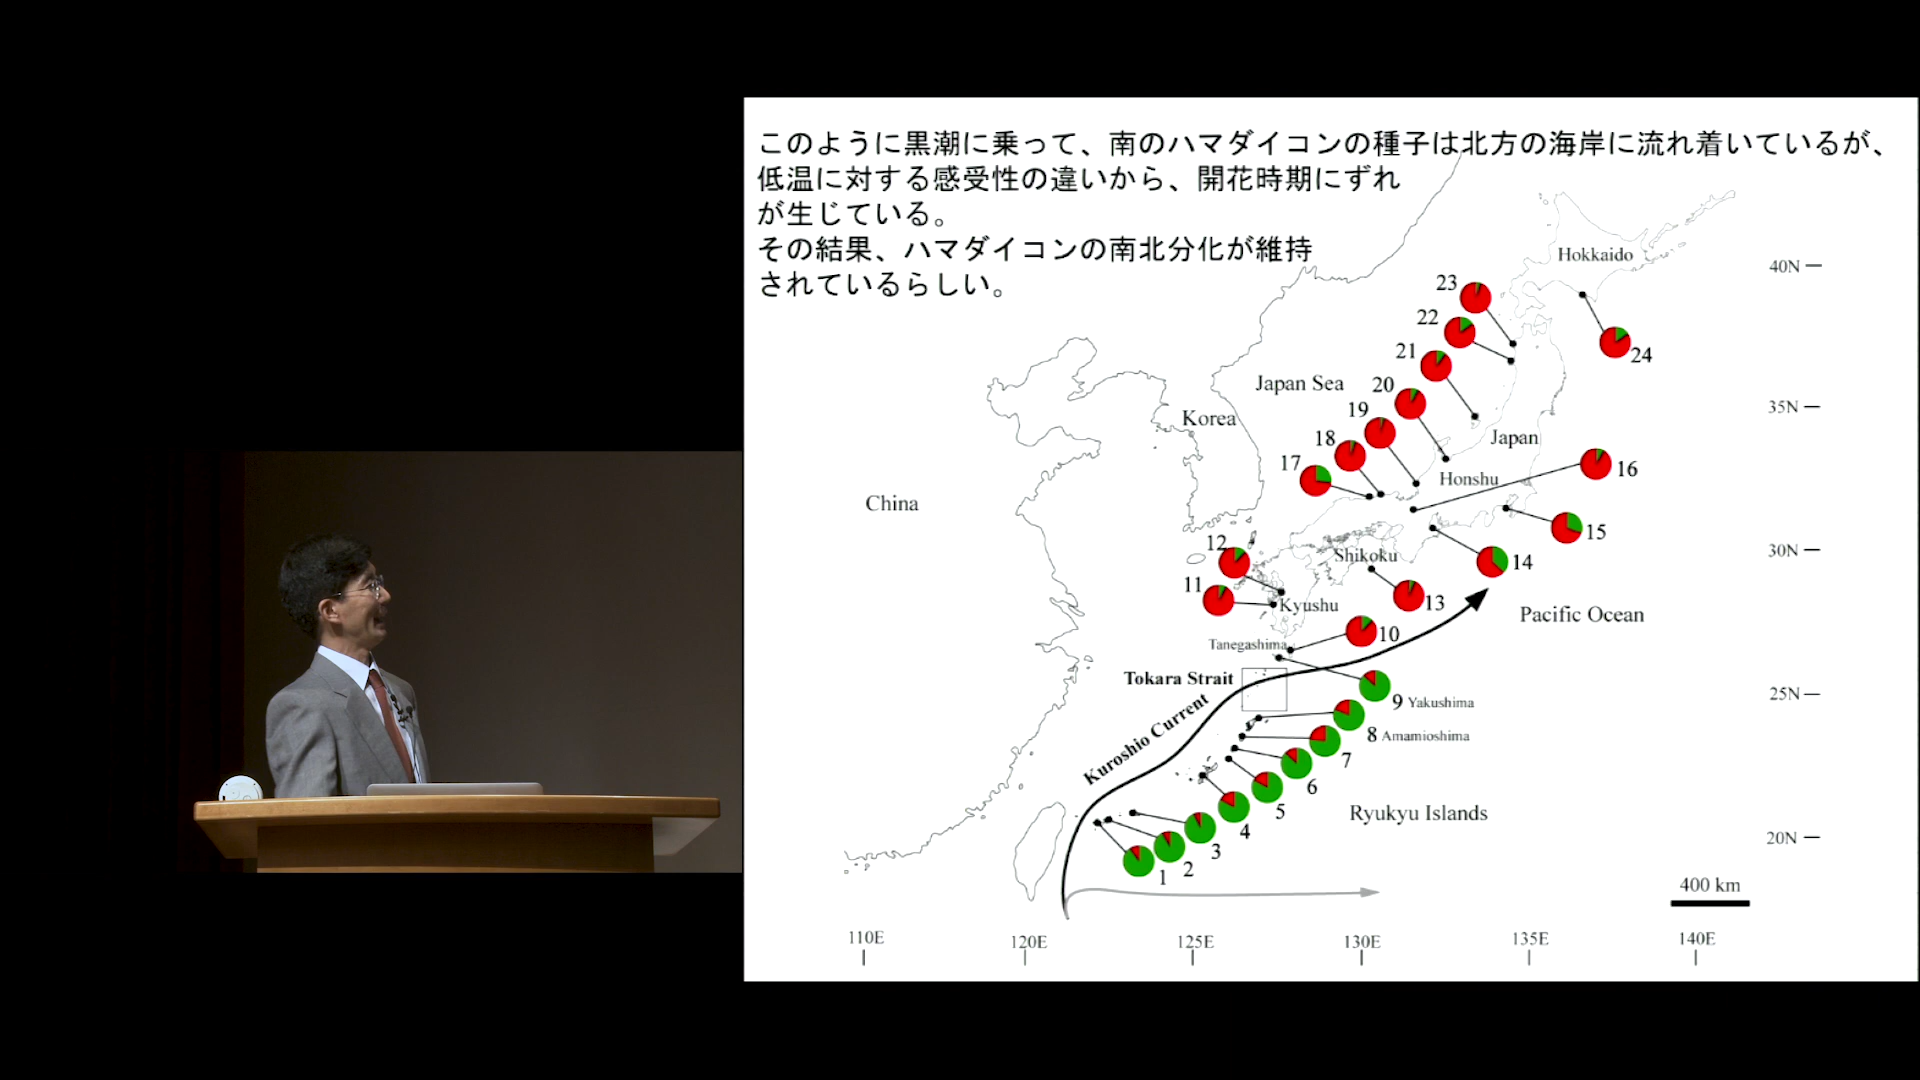 このように黒潮に乗って、南のハマダイコンの種子は北方の海岸に流れ着いているが、
低温に対する感受性の違いから、開花時期にずれ
が生じている。
その結果、ハマダイコンの南北分化が維持
されているらしい。
Hokkaido
40N
23
22
24
21
Japan Sea
20
35N
19
Korea
18
Japan
17
16
Honshu
China
15
12
30N
Shikoku
14
11
Kyushu
13
Pacific Ocean
10
Tanegashima
Tokara Strait
25N
9 Yakushima
Kuroshio Current
8 Amamioshima
7
6
5
Ryukyu Islands
4
20N
3
2
1
400 km
110E
120E
125E
130E
135E
140E